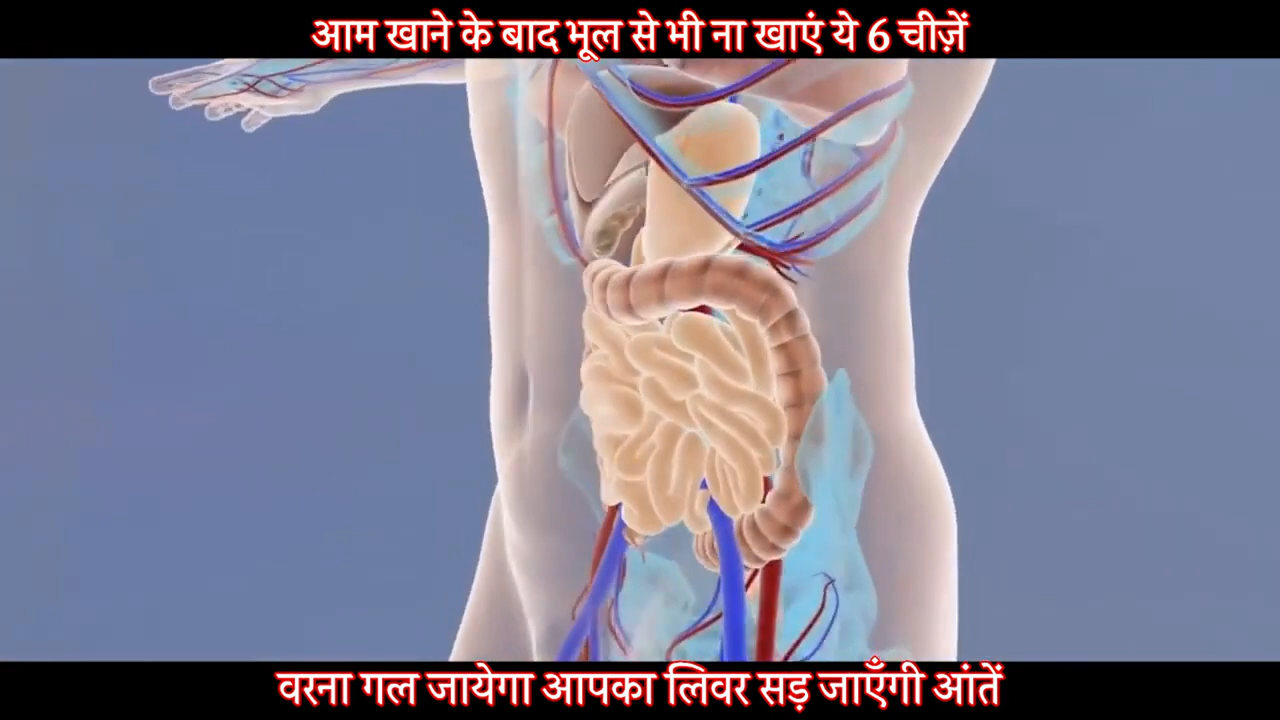 आम खाने के बाद भूल से भी ना खाएं ये 6 चीज़ें
वरना गल जायेगा आपका लिवर सड़ जाएँगी आंतें